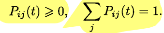 P_{ij}(t) ⩾ 0,  ∑_j P_{ij}(t) = 1.